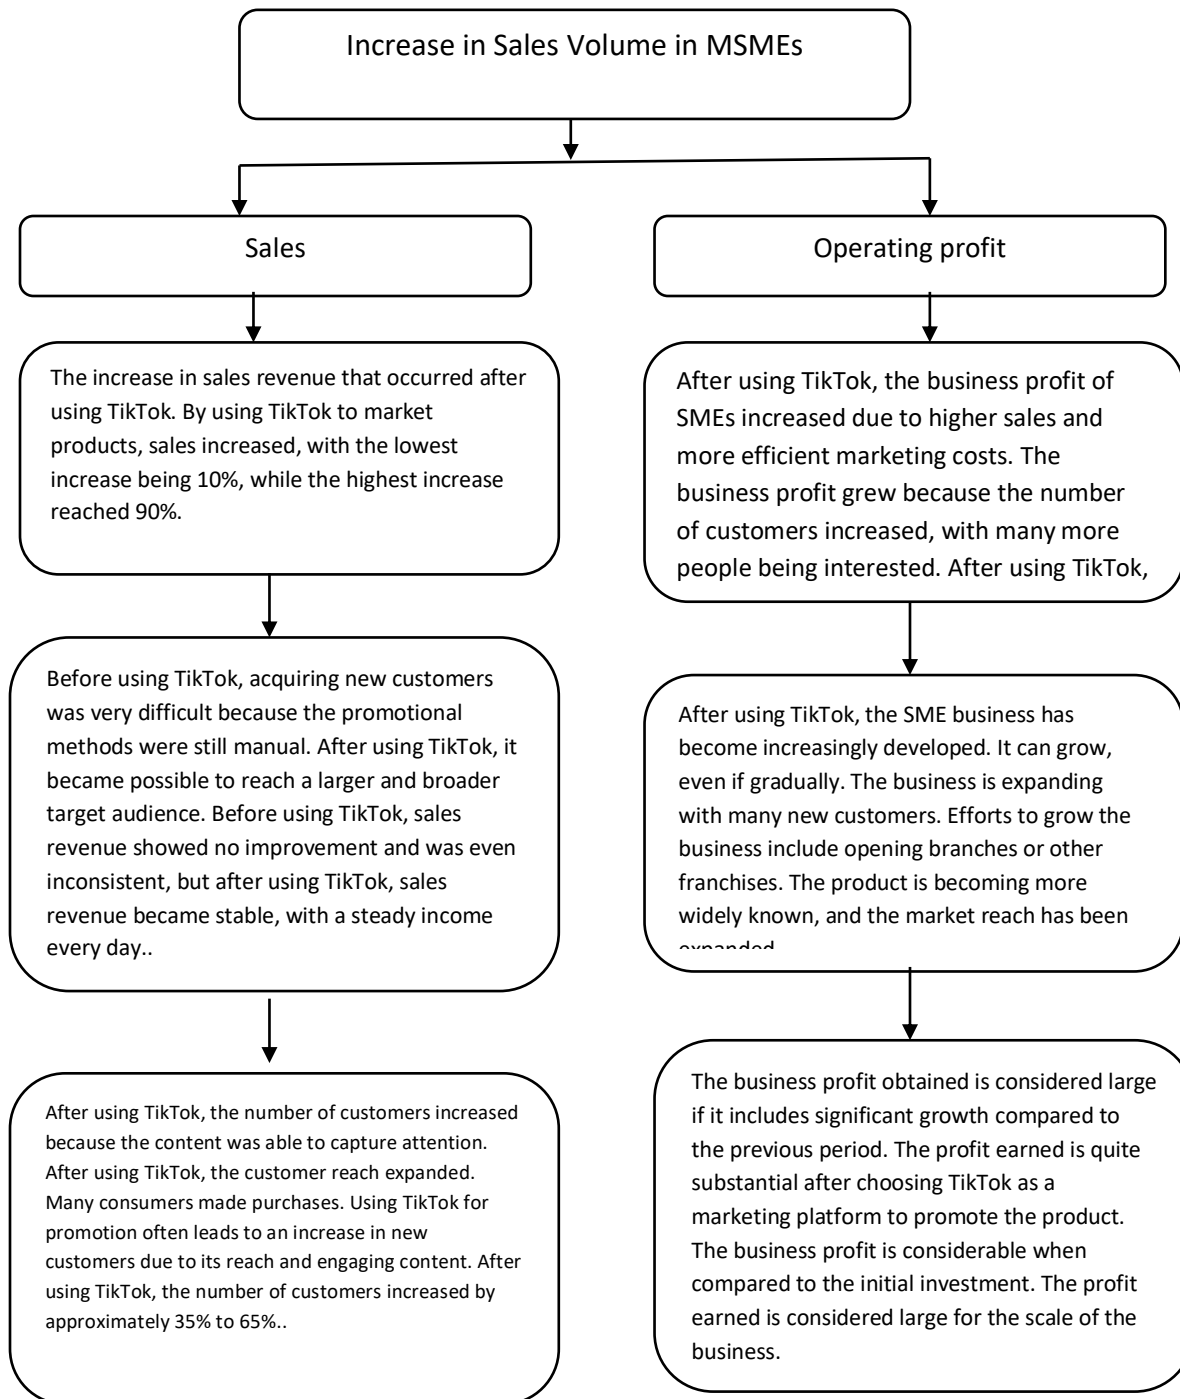 Increase in Sales Volume in MSMEs
Sales
The increase in sales revenue that occurred after
using TikTok. By using TikTok to market
products, sales increased, with the lowest
increase being 10%, while the highest increase
reached 90%.
Before using TikTok, acquiring new customers
was very difficult because the promotional
methods were still manual. After using TikTok, it
became possible to reach a larger and broader
target audience. Before using TikTok, sales
revenue showed no improvement and was even
inconsistent, but after using TikTok, sales
revenue became stable, with a steady income
every day..
After using TikTok, the number of customers increased
because the content was able to capture attention.
After using TikTok, the customer reach expanded.
Many consumers made purchases. Using TikTok for
promotion often leads to an increase in new
customers due to its reach and engaging content. After
using TikTok, the number of customers increased by
approximately 35% to 65%..
Operating profit
After using TikTok, the business profit of
SMEs increased due to higher sales and
more efficient marketing costs. The
business profit grew because the number
of customers increased, with many more
people being interested. After using TikTok,
After using TikTok, the SME business has
become increasingly developed. It can grow,
even if gradually. The business is expanding
with many new customers. Efforts to grow the
business include opening branches or other
franchises. The product is becoming more
widely known, and the market reach has been
expanded
The business profit obtained is considered large
if it includes significant growth compared to
the previous period. The profit earned is quite
substantial after choosing TikTok as a
marketing platform to promote the product.
The business profit is considerable when
compared to the initial investment. The profit
earned is considered large for the scale of the
business.